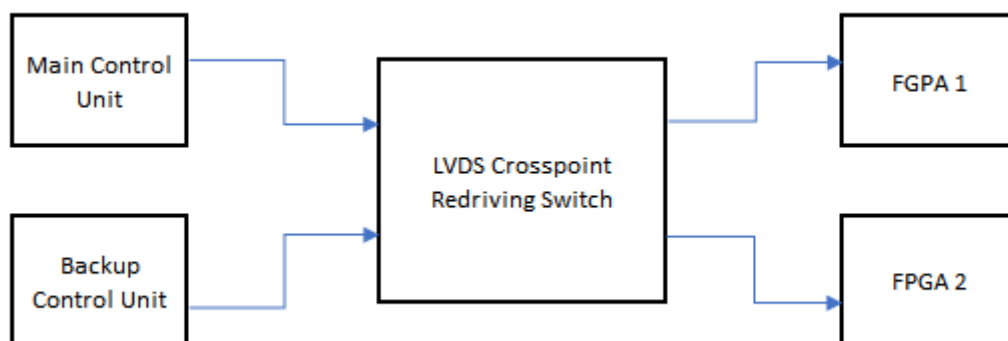 Main Control
Unit
LVDS Crosspoint
Redriving Switch
FGPA 1
Backup
Control Unit
FPGA 2